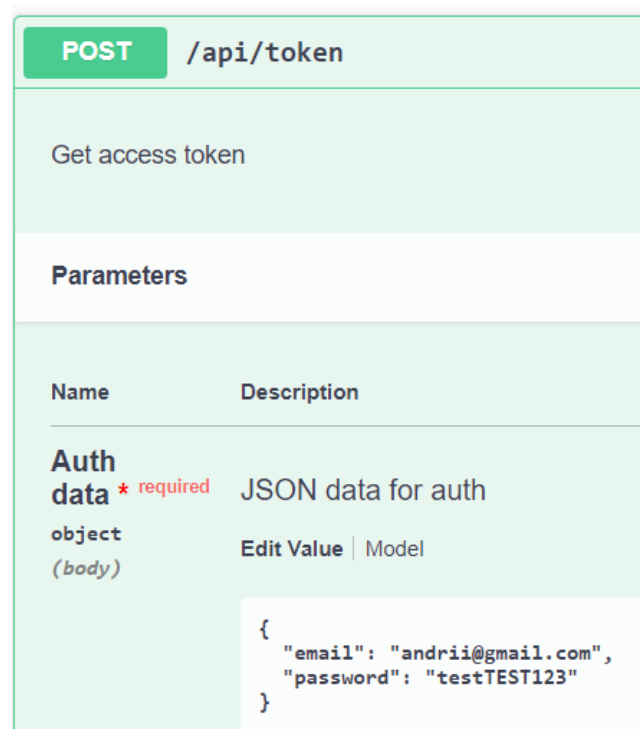 POST /api/token
Get access token
Parameters
Name Description
Auth data * required
object
(body)
JSON data for auth
Edit Value | Model
{
  "email": "andrii@gmail.com",
  "password": "testTEST123"
}